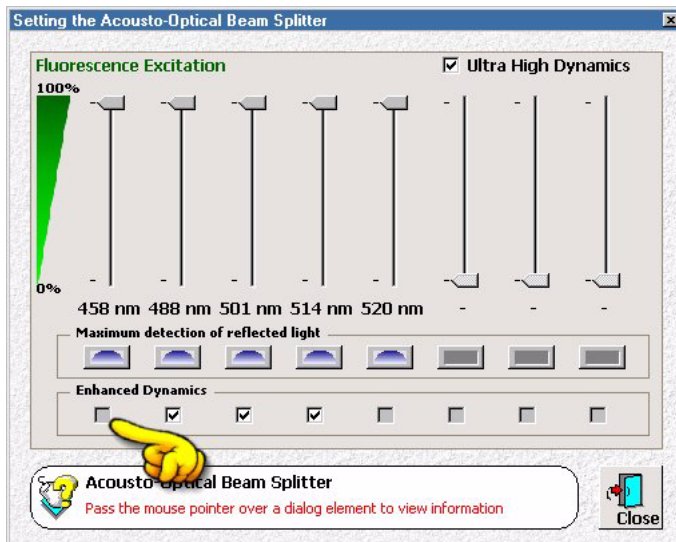 Setting the Acousto-Optical Beam Splitter
Fluorescence Excitation
Ultra High Dynamics
100%
0%
458 nm 488 nm 501 nm 514 nm 520 nm - - -
Maximum detection of reflected light
Enhanced Dynamics
Acousto-Optical Beam Splitter
Pass the mouse pointer over a dialog element to view information
Close